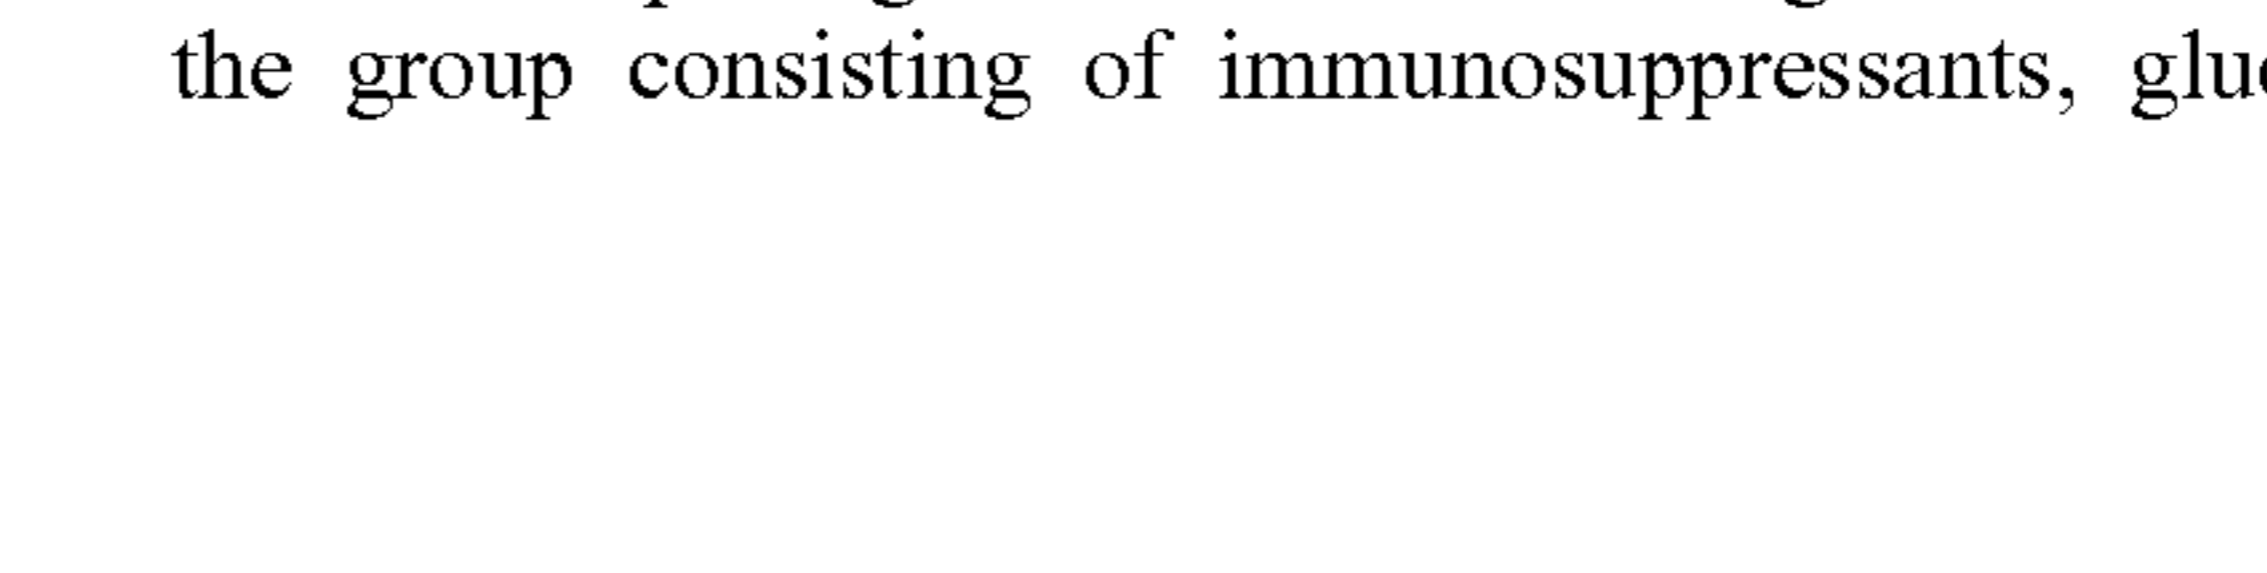 the group consisting of immunosuppressants,